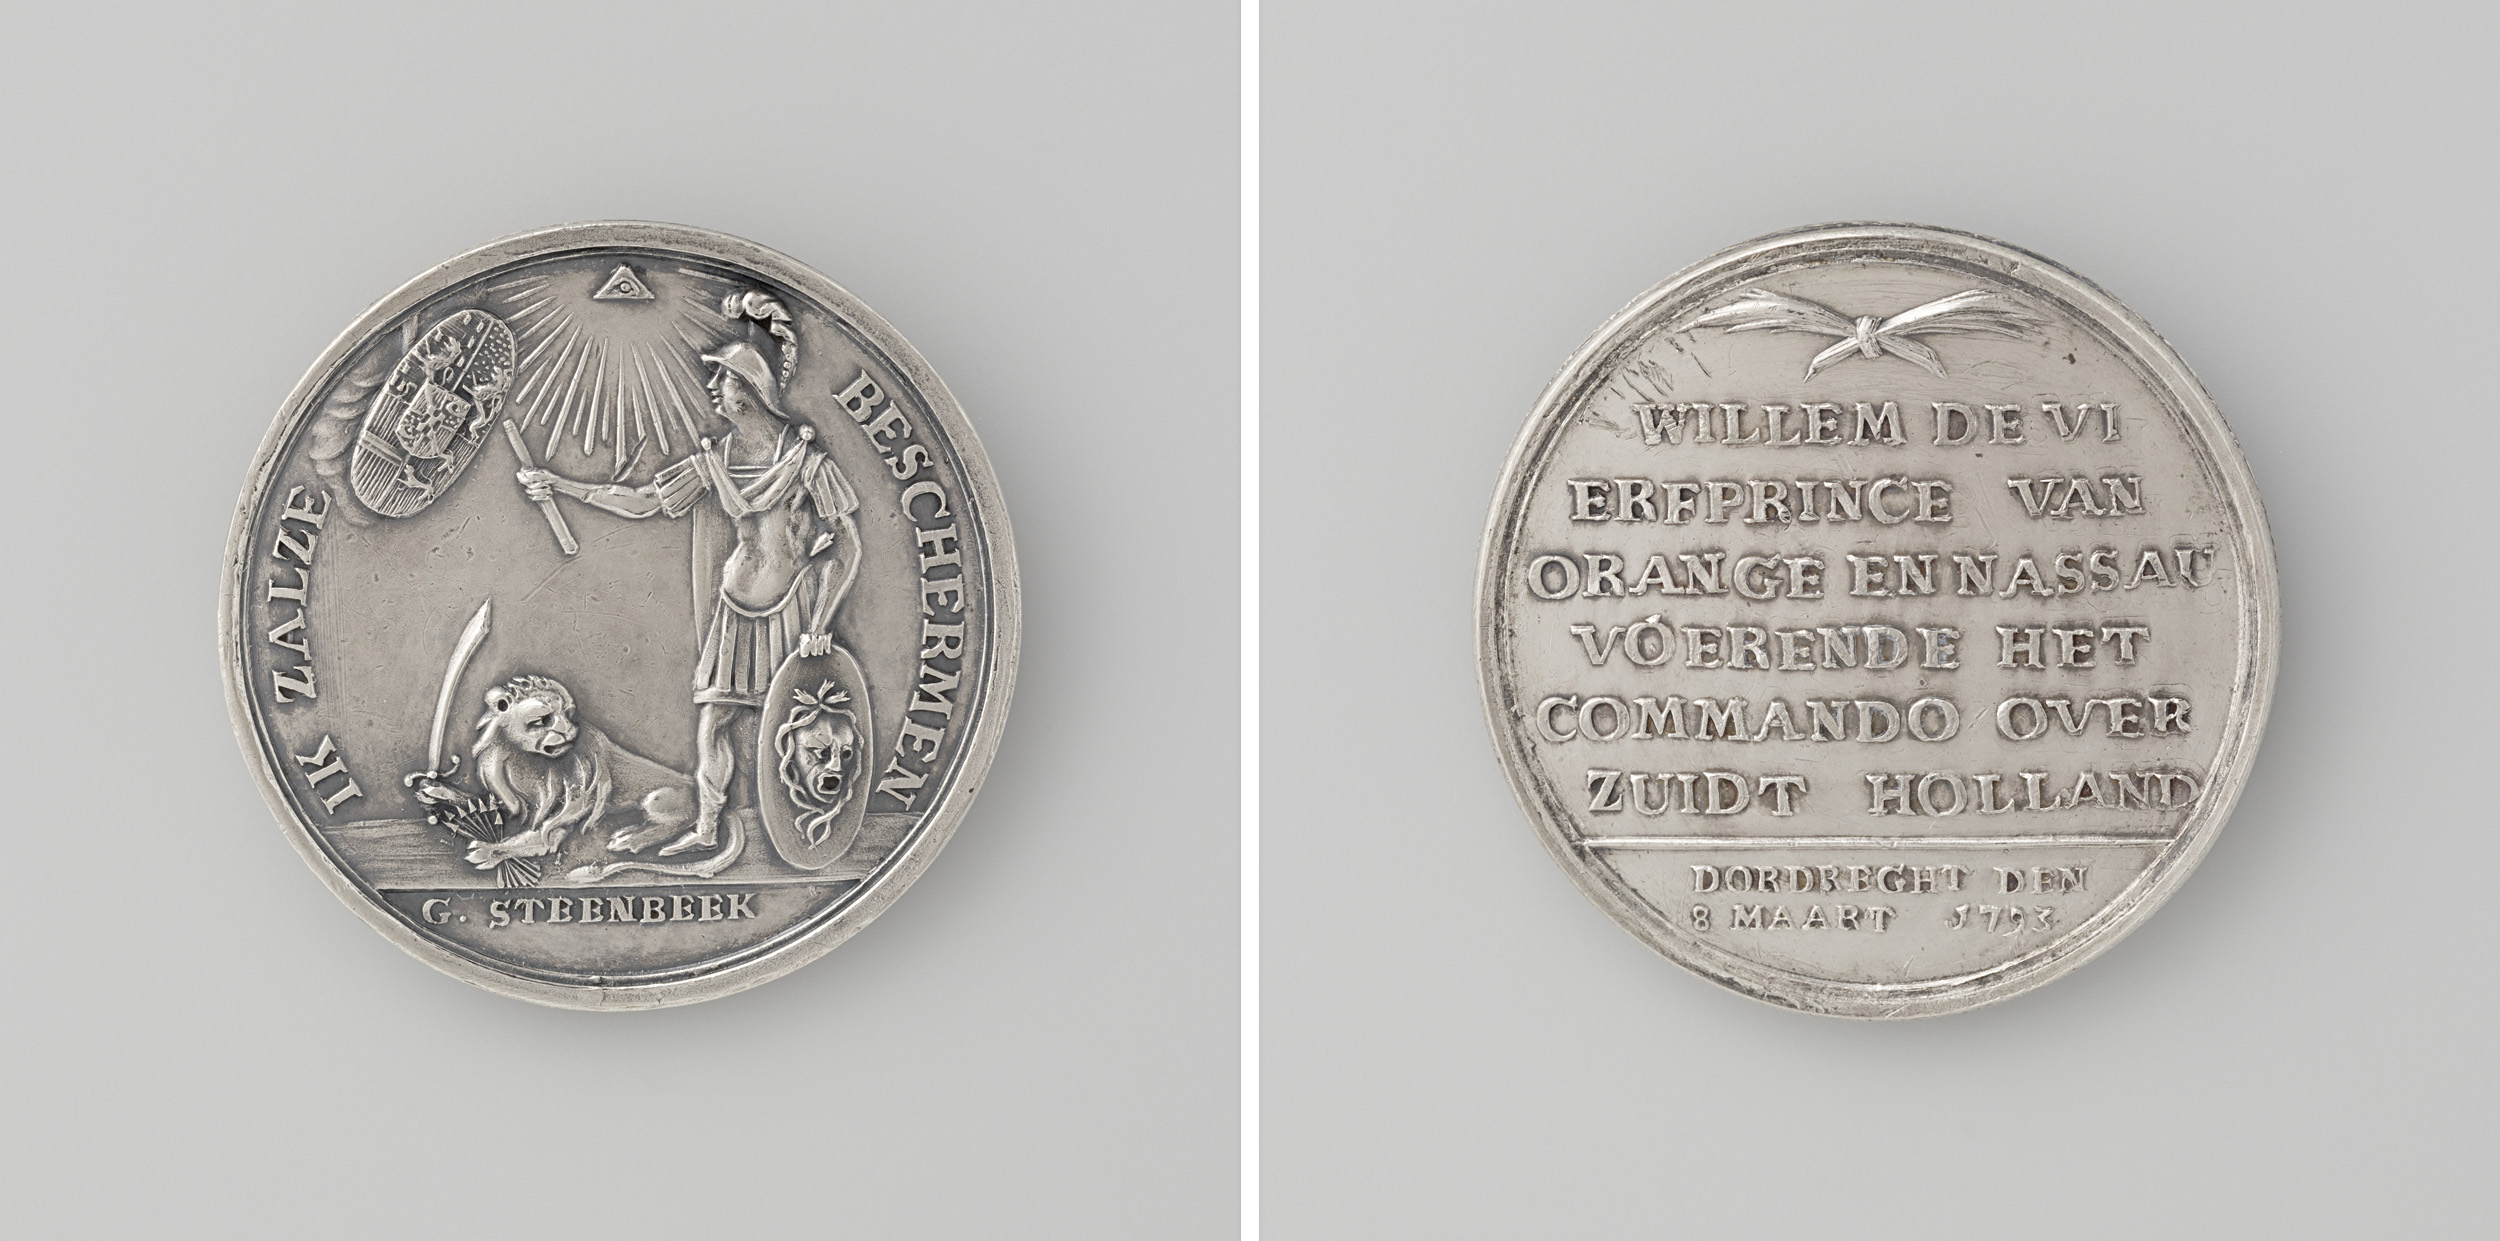 IK ZALZE BESCHERMEN
G. STEENBEEK
WILLEM DE VI
ERFPRINCE VAN
ORANGE EN NASSAU
VOERENDE HET
COMMANDO OVER
ZUIDT HOLLAND
DORDREGHT DEN
8 MAART 1793